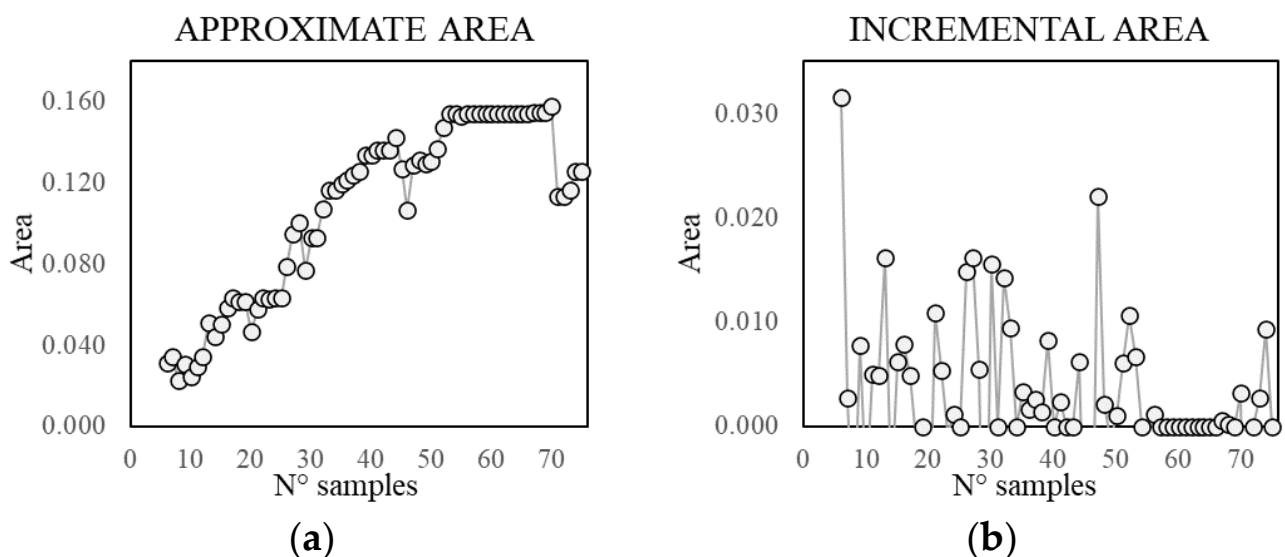 APPROXIMATE AREA
0.160
0.120
0.080
0.040
0.000
Area
0 10 20 30 40 50 60 70
N° samples
(a)
INCREMENTAL AREA
0.030
0.020
0.010
0.000
Area
0 10 20 30 40 50 60 70
N° samples
(b)